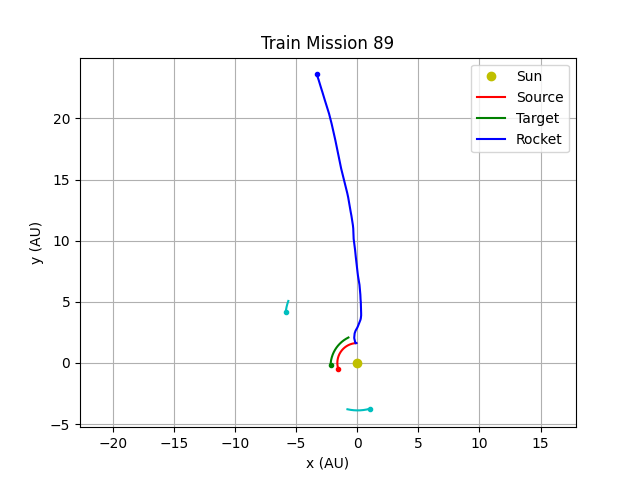 Train Mission 89
Sun
Source
Target
Rocket
y (AU)
20
15
10
5
0
−5
−20
−15
−10
−5
0
5
10
15
x (AU)